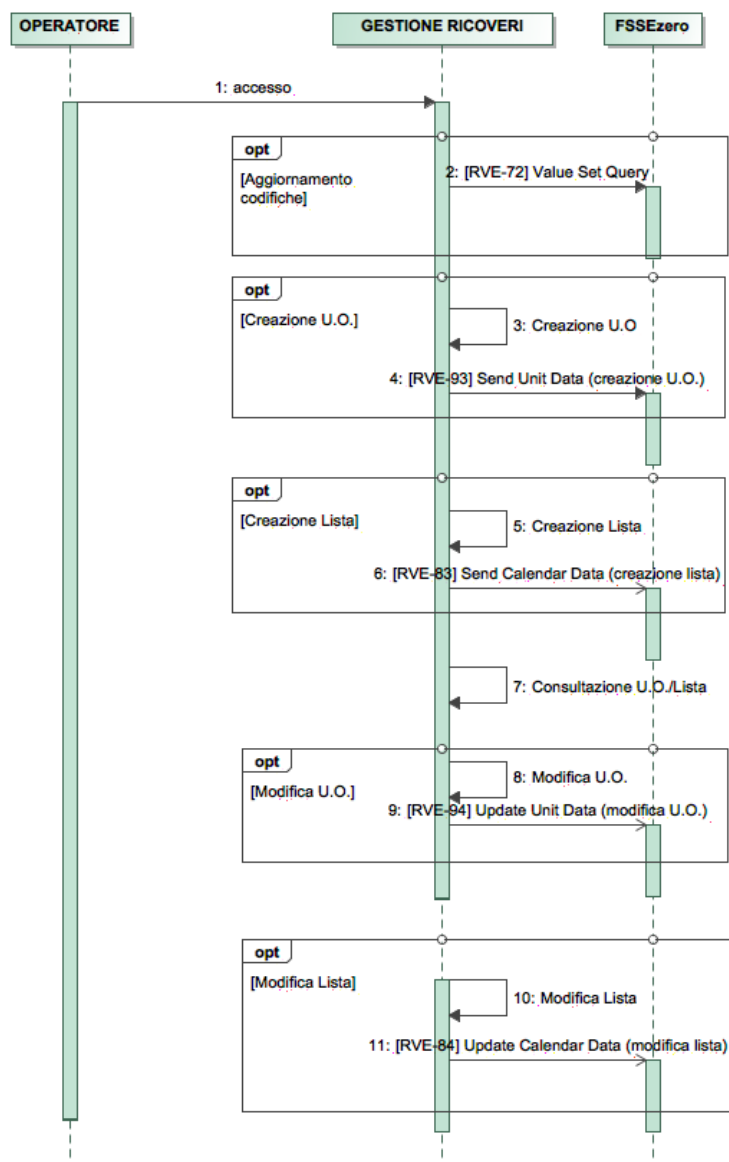 OPERATORE
GESTIONE RICOVERI
FSSEzero
1: accesso
opt
[Aggiornamento
codifiche]
2: [RVE-72] Value Set Query
opt
[Creazione U.O.]
3: Creazione U.O
4: [RVE-93] Send Unit Data (creazione U.O.)
opt
[Creazione Lista]
5: Creazione Lista
6: [RVE-83] Send Calendar Data (creazione lista)
7: Consultazione U.O./Lista
opt
[Modifica U.O.]
8: Modifica U.O.
9: [RVE-94] Update Unit Data (modifica U.O.)
opt
[Modifica Lista]
10: Modifica Lista
11: [RVE-84] Update Calendar Data (modifica lista)